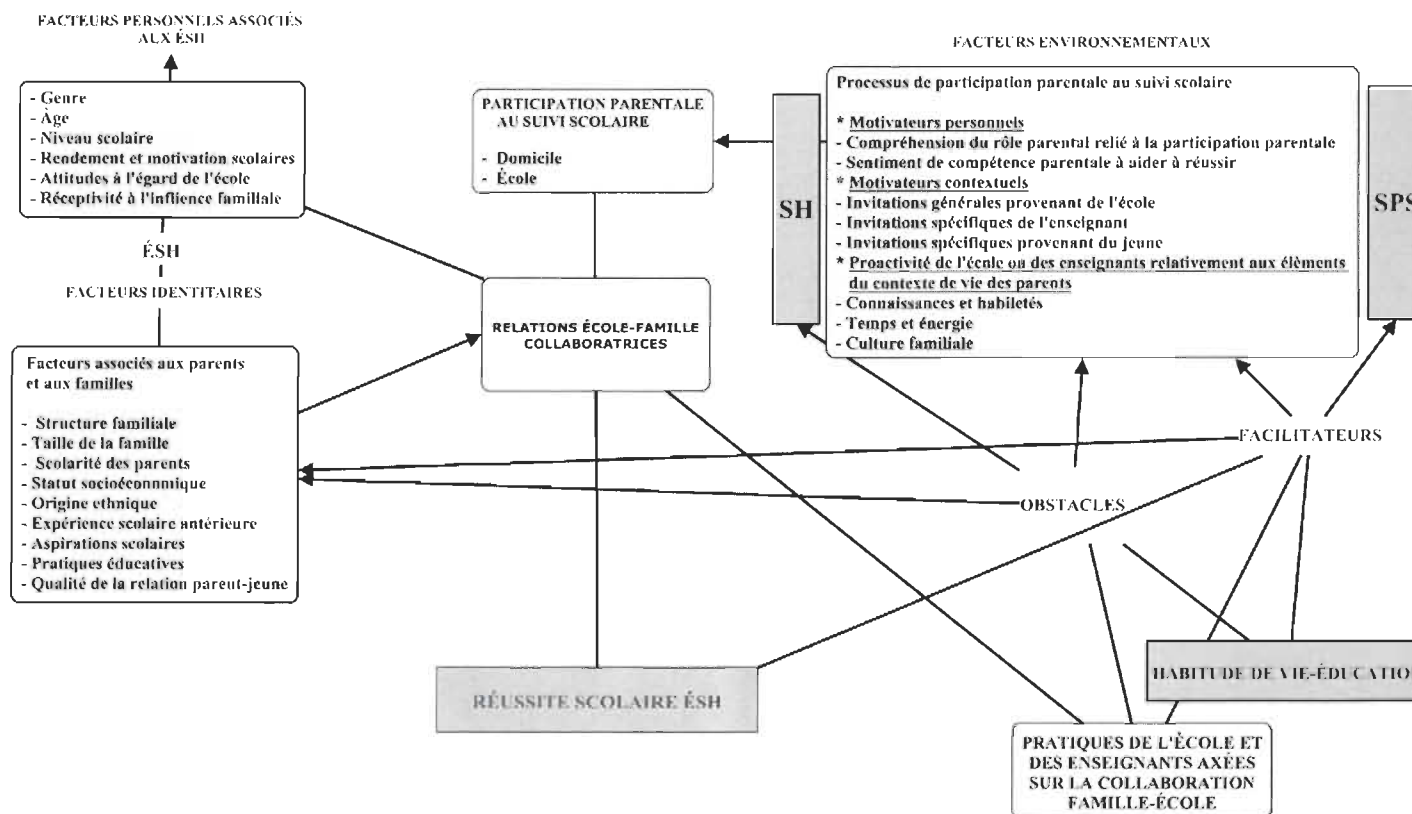 FACTEURS PERSONNELS ASSOCIÉS
AUX ÉSH
- Genre
- Àge
- Niveau scolaire
- Rendement et motivation scolaires
- Attitudes à l'égard de l'école
- Réceptivité à l'influence familiale
ÉSH
FACTEURS IDENTITAIRES
Facteurs associés aux parents
et aux familles
- Structure familiale
- Taille de la famille
- Scolarité des parents
- Statut socioéconomique
- Origine ethnique
- Expérience scolaire antérieure
- Aspirations scolaires
- Pratiques éducatives
- Qualité de la relation parent-jeune
PARTICIPATION PARENTALE
AU SUIVI SCOLAIRE
- Domicile
- École
RELATIONS ÉCOLE-FAMILLE
COLLABORATRICES
RÉUSSITE SCOLAIRE ÉSH
FACTEURS ENVIRONNEMENTAUX
SH
Processus de participation parentale au suivi scolaire
* Motivateurs personnels
- Compréhension du rôle parental relié à la participation parentale
- Sentiment de compétence parentale à aider à réussir
* Motivateurs contextuels
- Invitations générales provenant de l'école
- Invitations spécifiques de l'enseignant
- Invitations spécifiques provenant du jeune
* Proactivité de l'école ou des enseignants relativement aux éléments
du contexte de vie des parents
- Connaissances et habiletés
- Temps et énergie
- Culture familiale
SPS
FACILITATEURS
OBSTACLES
HABITUDE DE VIE-ÉDUCATION
PRATIQUES DE L'ÉCOLE ET
DES ENSEIGNANTS AXÉES
SUR LA COLLABORATION
FAMILLE-ÉCOLE